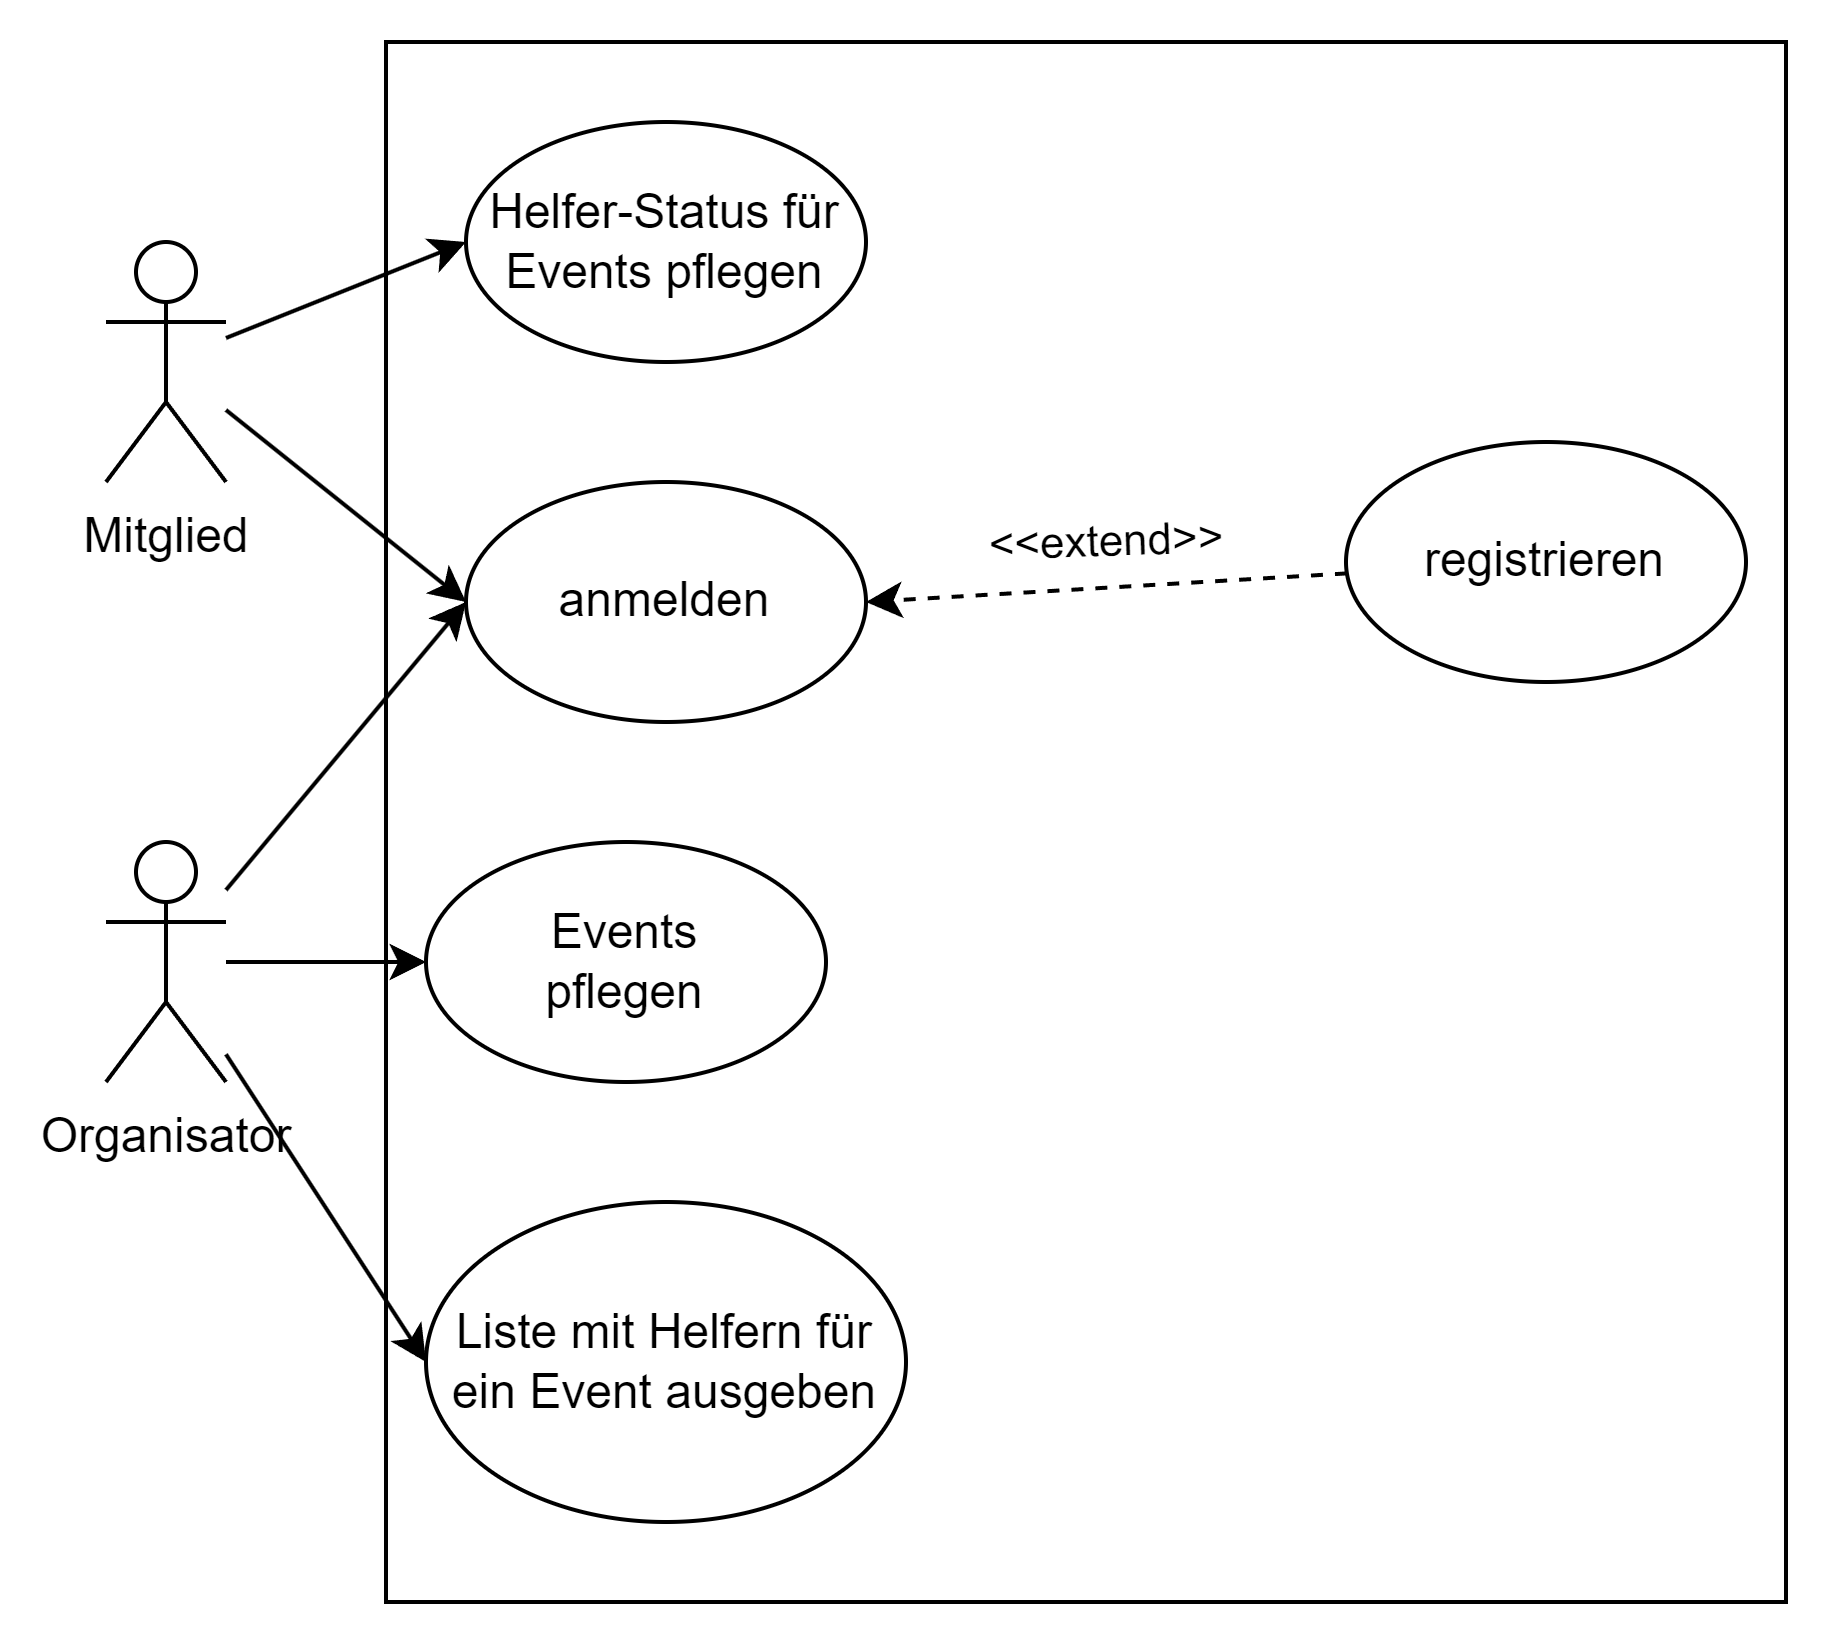 Helfer-Status für
Events pflegen
Mitglied
anmelden
<<extend>>
registrieren
Events
pflegen
Organisator
Liste mit Helfern für
ein Event ausgeben